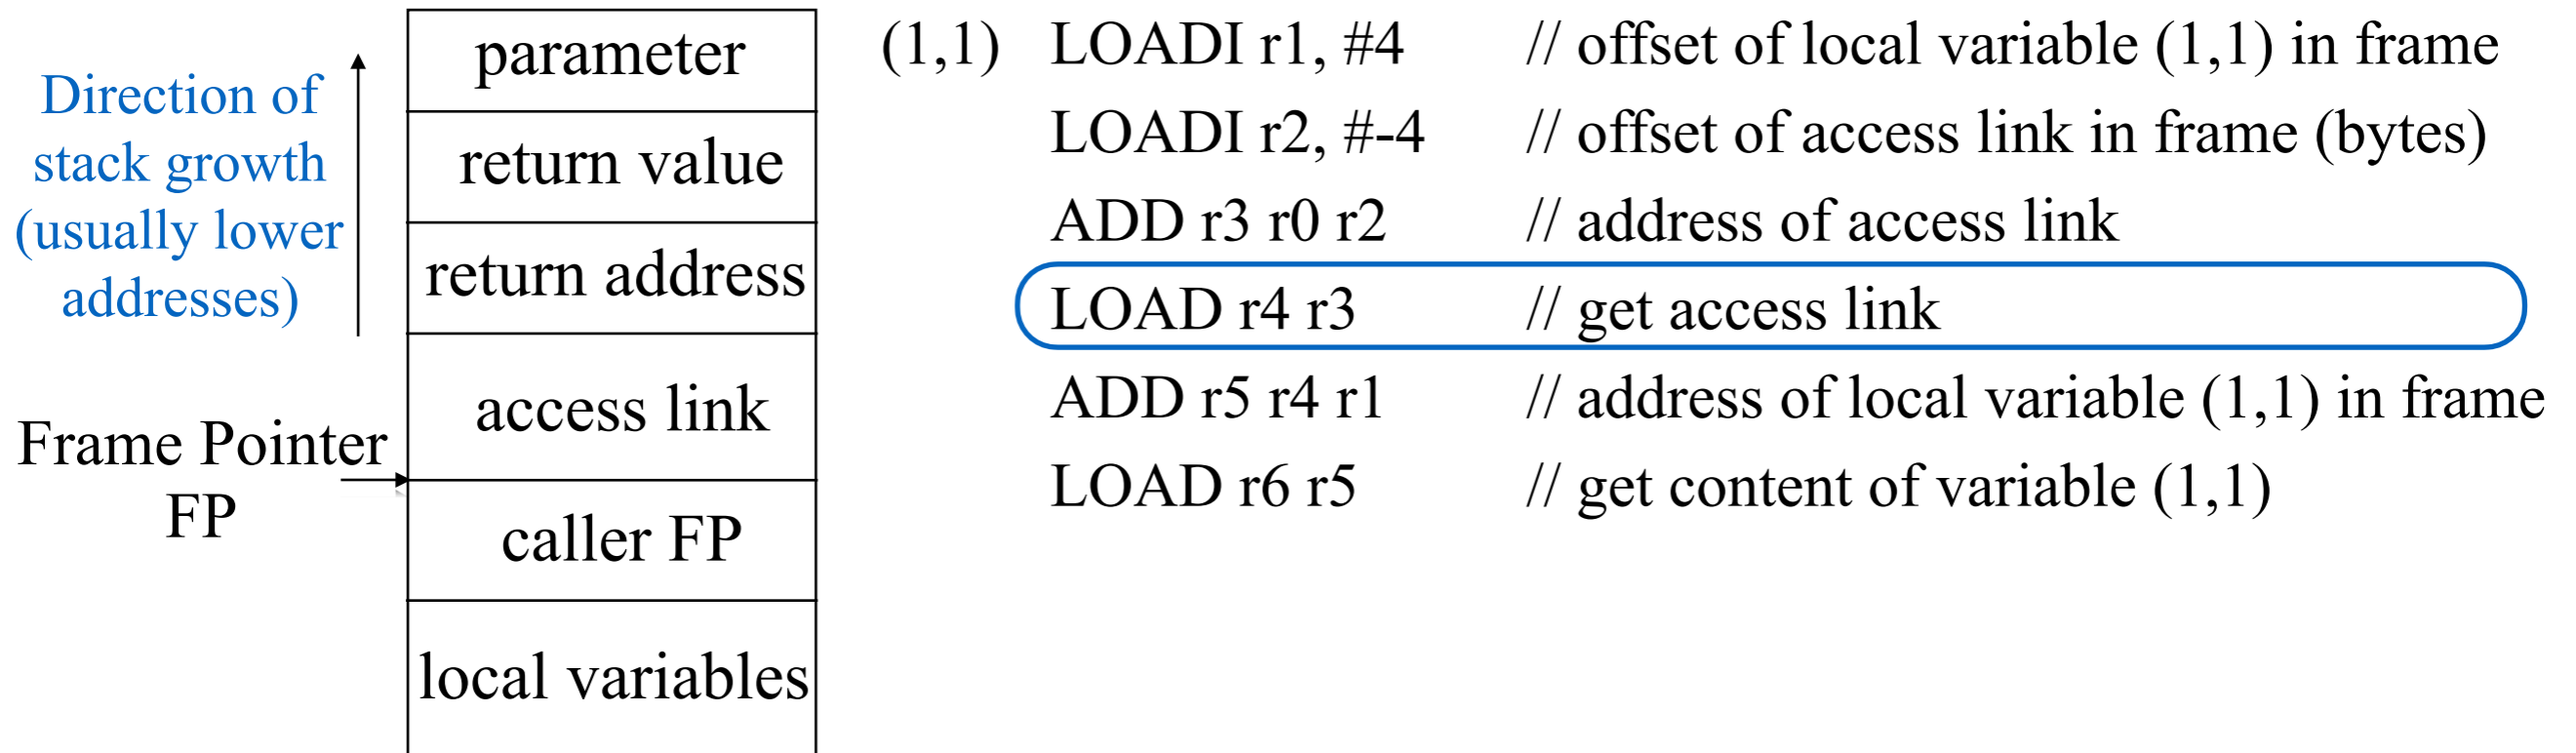 Direction of
stack growth
(usually lower
addresses)
Frame Pointer
FP
parameter
return value
return address
access link
caller FP
local variables
(1,1) LOADI r1, #4 // offset of local variable (1,1) in frame
LOADI r2, #-4 // offset of access link in frame (bytes)
ADD r3 r0 r2 // address of access link
LOAD r4 r3 // get access link
ADD r5 r4 r1 // address of local variable (1,1) in frame
LOAD r6 r5 // get content of variable (1,1)